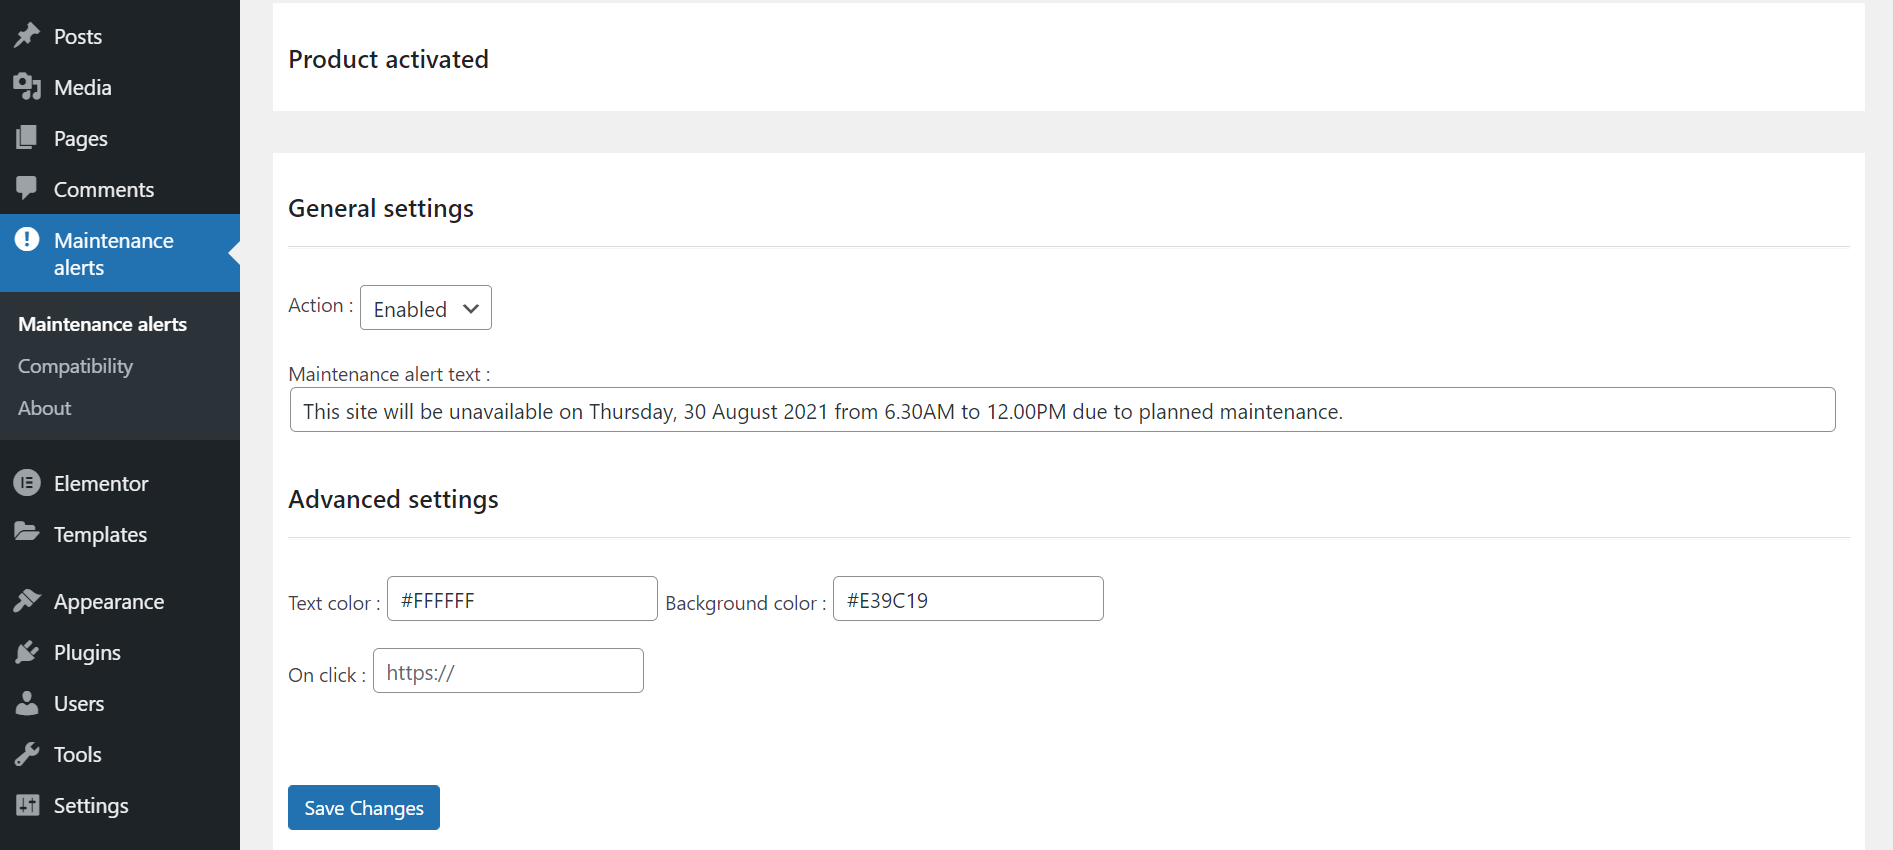 Posts
Media
Pages
Comments
Maintenance
alerts
Maintenance alerts
Compatibility
About
Elementor
Templates
Appearance
Plugins
Users
Tools
Settings
Product activated
General settings
Action : Enabled
Maintenance alert text :
This site will be unavailable on Thursday, 30 August 2021 from 6.30AM to 12.00PM due to planned maintenance.
Advanced settings
Text color : #FFFFFF Background color : #E39C19
On click : https://
Save Changes